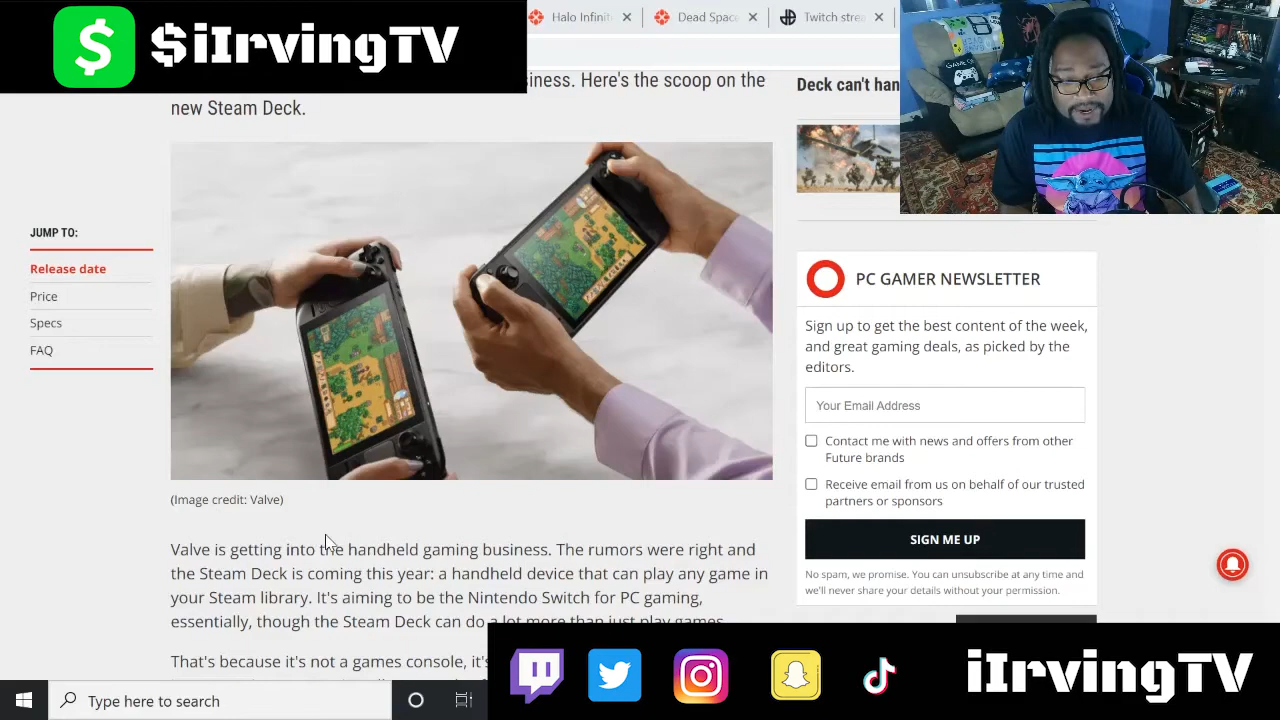 $iIrvingTV
Halo Infinit
Dead Space
Twitch stre
siness. Here's the scoop on the
new Steam Deck.
Deck can't han
JUMP TO:
Release date
Price
Specs
FAQ
(Image credit: Valve)
Valve is getting into the handheld gaming business. The rumors were right and
the Steam Deck is coming this year: a handheld device that can play any game in
your Steam library. It's aiming to be the Nintendo Switch for PC gaming,
essentially, though the Steam Deck can do a lot more than just play games.
That's because it's not a games console, it's
PC GAMER NEWSLETTER
Sign up to get the best content of the week,
and great gaming deals, as picked by the
editors.
Your Email Address
Contact me with news and offers from other
Future brands
Receive email from us on behalf of our trusted
partners or sponsors
SIGN ME UP
No spam, we promise. You can unsubscribe at any time and
we'll never share your details without your permission.
iIrvingTV
Type here to search